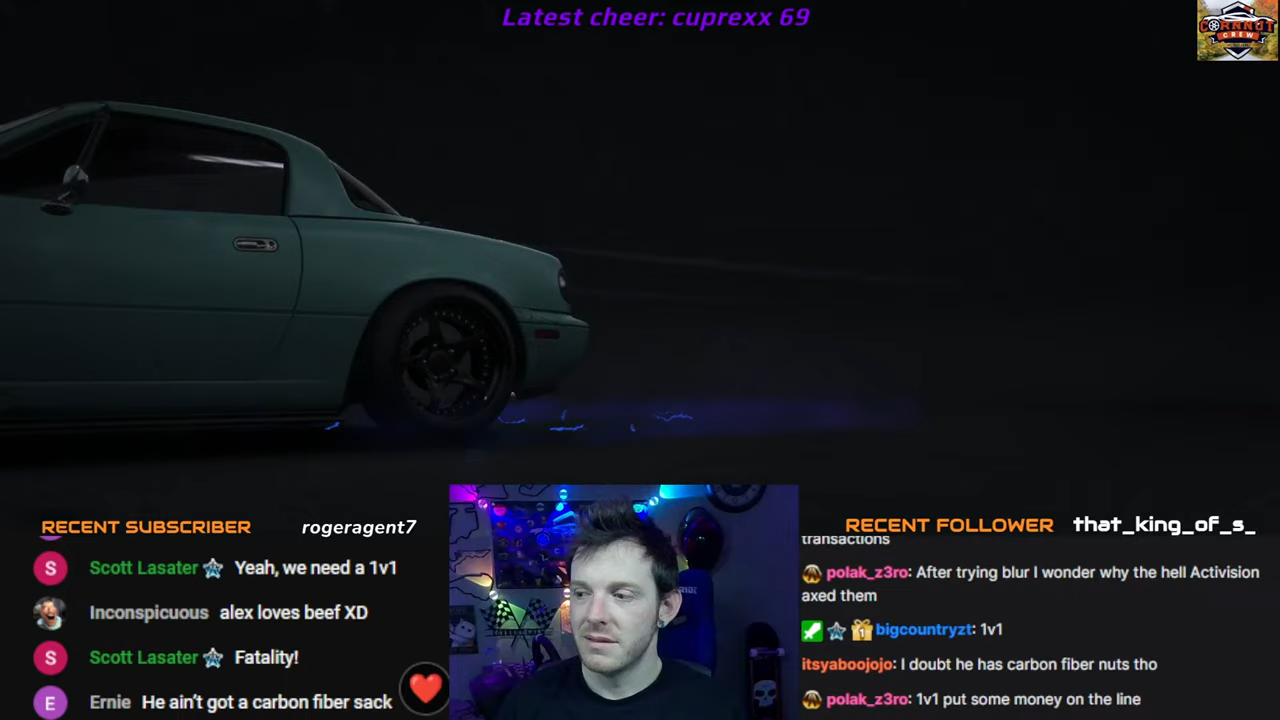 Latest cheer: cuprexx 69
CORNNUT
CREW
RECENT SUBSCRIBER rogeragent7
S Scott Lasater Yeah, we need a 1v1
Inconspicuous alex loves beef XD
S Scott Lasater Fatality!
E Ernie He ain't got a carbon fiber sack
RECENT FOLLOWER that_king_of_s_
transactions
polak_z3ro: After trying blur I wonder why the hell Activision
axed them
1 bigcountryzt: 1v1
itsyaboojojo: I doubt he has carbon fiber nuts tho
polak_z3ro: 1v1 put some money on the line